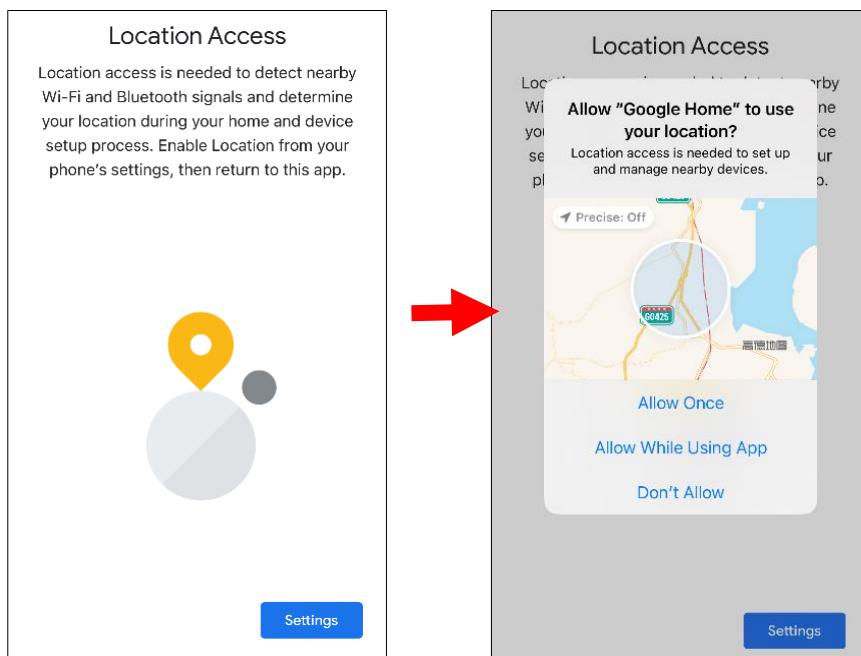 Location Access
Location access is needed to detect nearby
Wi-Fi and Bluetooth signals and determine
your location during your home and device
setup process. Enable Location from your
phone's settings, then return to this app.
Settings
Location Access
Allow “Google Home” to use
your location?
Location access is needed to set up
and manage nearby devices.
Precise: Off
G0425
高德地圖
Allow Once
Allow While Using App
Don't Allow
Settings